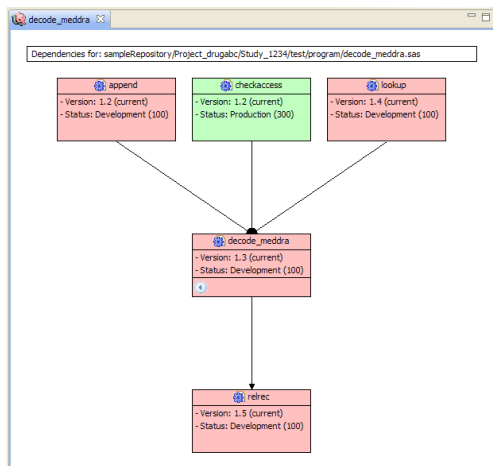 decode_meddra
Dependencies for: sampleRepository/Project_drugabc/Study_1234/test/program/decode_meddra.sas
append
- Version: 1.2 (current)
- Status: Development (100)
checkaccess
- Version: 1.2 (current)
- Status: Production (300)
lookup
- Version: 1.4 (current)
- Status: Development (100)
decode_meddra
- Version: 1.3 (current)
- Status: Development (100)
relrec
- Version: 1.5 (current)
- Status: Development (100)